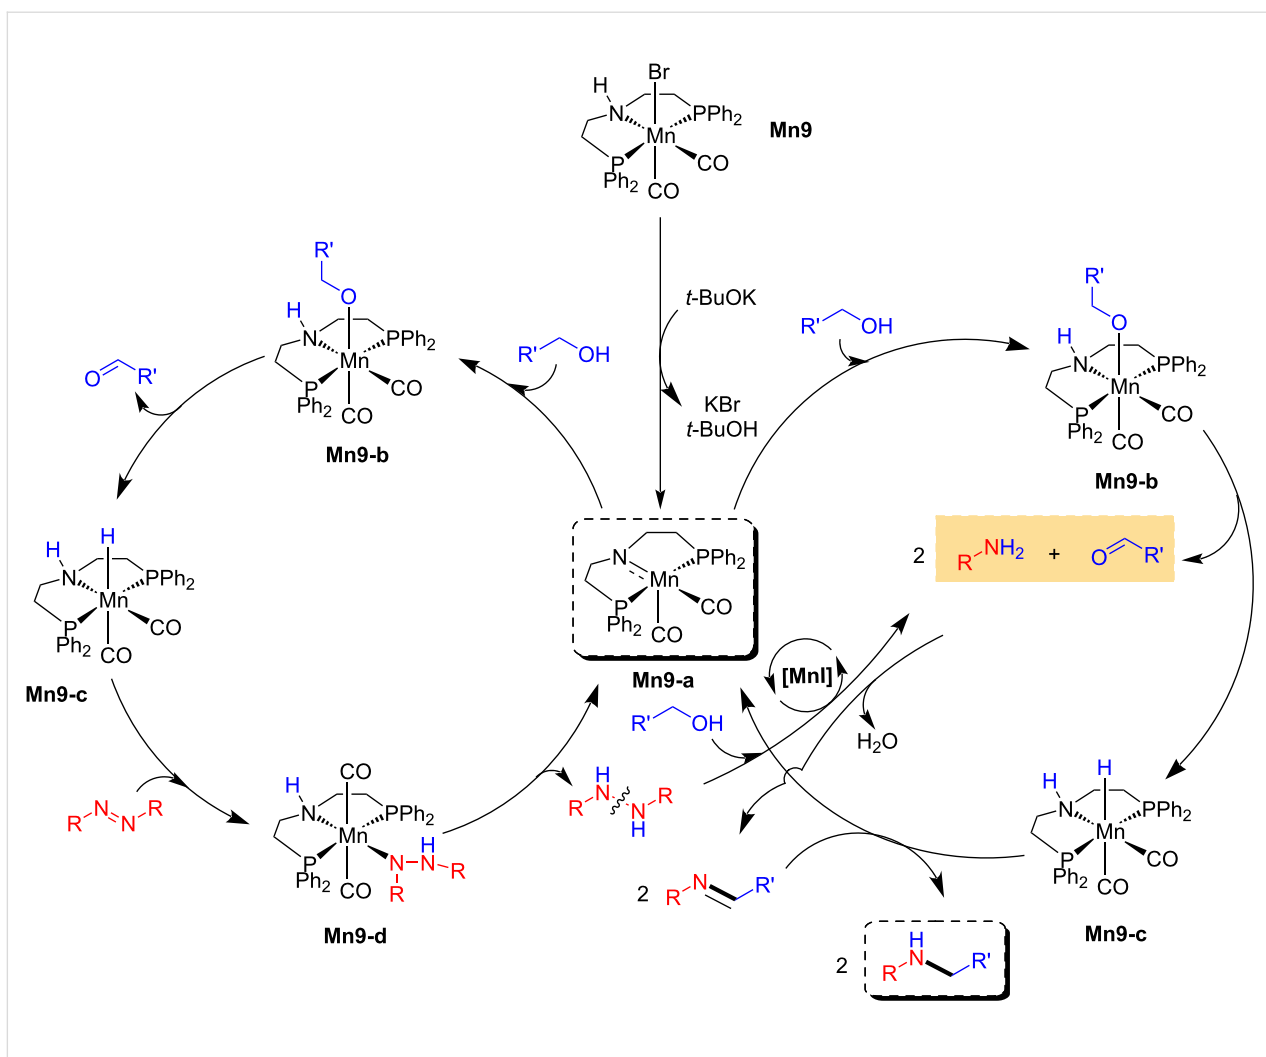 Br
H
N
PPh2
Mn
P
Ph2
CO
CO
Mn9
R'
O
H
N
PPh2
Mn
P
Ph2
CO
CO
Mn9-b
t-BuOK
KBr
t-BuOH
R' OH
R' OH
O R'
R'
O
H
N
PPh2
Mn
P
Ph2
CO
CO
Mn9-b
H
H
N
PPh2
Mn
P
Ph2
CO
CO
Mn9-c
N
PPh2
Mn
P
Ph2
CO
CO
Mn9-a
2 R NH2 + O R'
[MnI]
R' OH
H2O
R N N R
H
R N N R
H
CO
H
N
PPh2
Mn
P
Ph2
CO
N N H R
R
Mn9-d
2 R N R'
H
H
N
PPh2
Mn
P
Ph2
CO
CO
Mn9-c
2 R H N R'